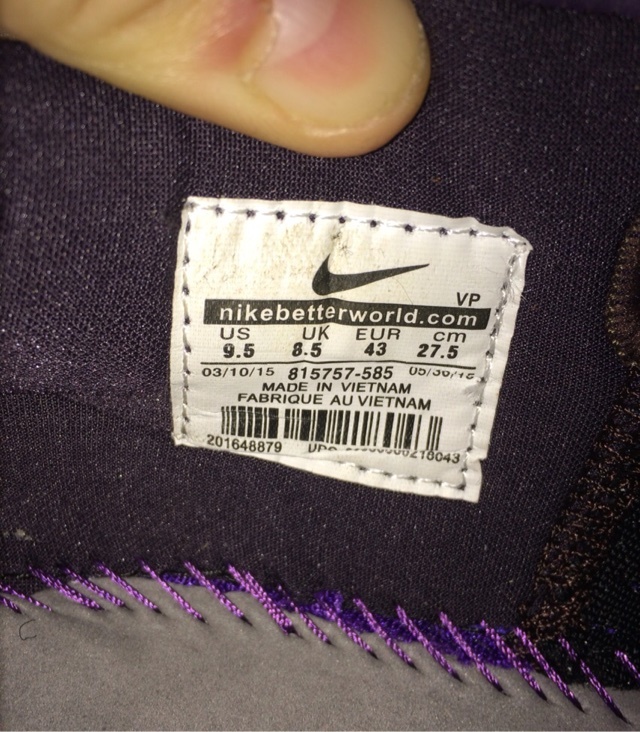 VP
nikebetterworld.com
US UK EUR cm
9.5 8.5 43 27.5
03/10/15 815757-585
MADE IN VIETNAM
FABRIQUE AU VIETNAM
201648879